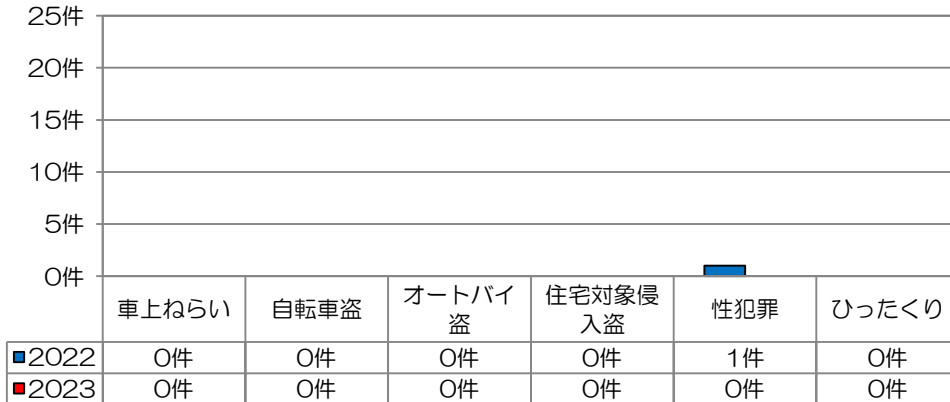 25件
20件
15件
10件
5件
0件
車上ねらい 自転車盗 オートバイ盗 住宅対象侵入盗 性犯罪 ひったくり
■2022 0件 0件 0件 0件 1件 0件
■2023 0件 0件 0件 0件 0件 0件